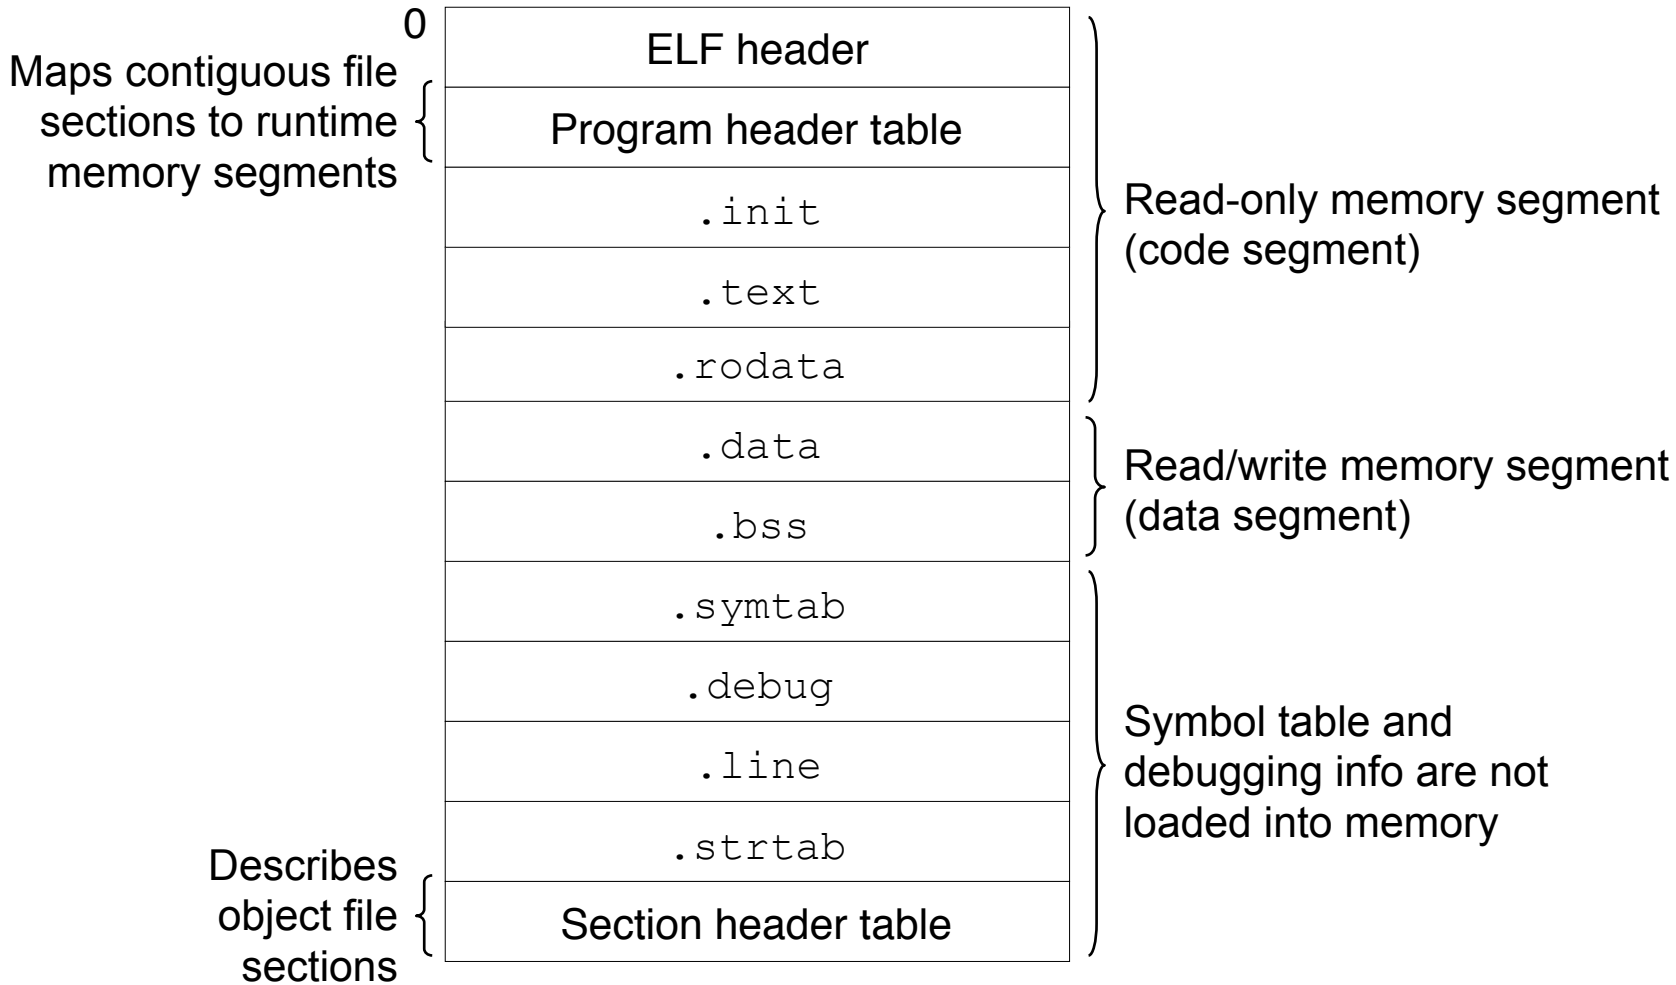 0
ELF header
Maps contiguous file
sections to runtime
memory segments
Program header table
.init
.text
.rodata
Read-only memory segment
(code segment)
.data
.bss
Read/write memory segment
(data segment)
.symtab
.debug
.line
.strtab
Symbol table and
debugging info are not
loaded into memory
Describes
object file
sections
Section header table